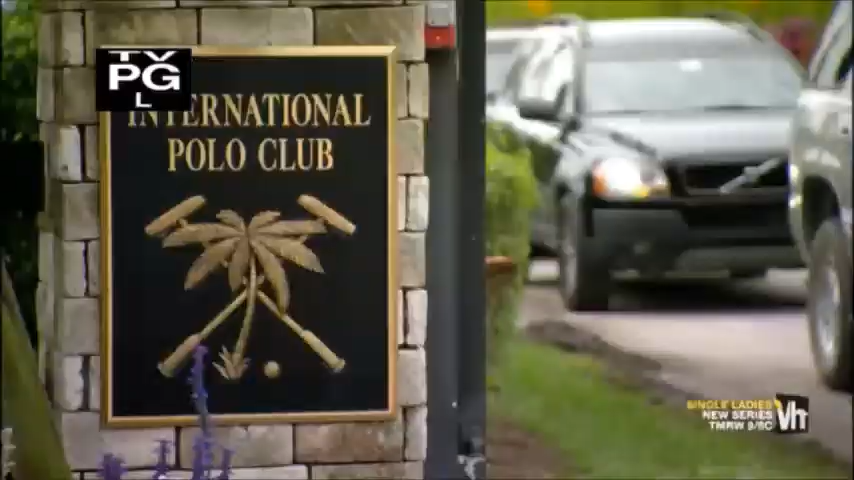 TV
PG
L
INTERNATIONAL
POLO CLUB
SINGLE LADIES
NEW SERIES
TMRW 9/8C
Vh1